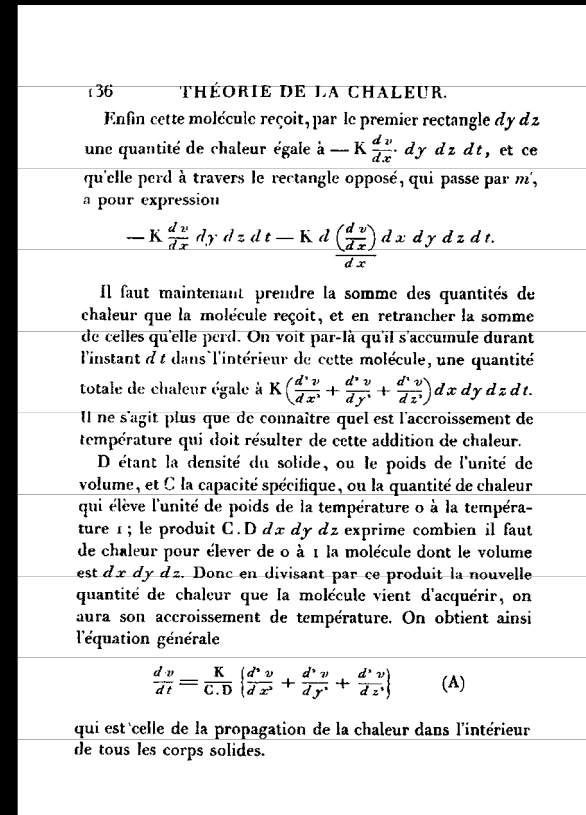 136 THÉORIE DE LA CHALEUR.
Enfin cette molécule reçoit, par le premier rectangle dy dz
une quantité de chaleur égale à — K dv/dx · dy dz dt, et ce
qu'elle perd à travers le rectangle opposé, qui passe par m',
a pour expression
— K dv/dx dy dz dt — K d(dv/dx)/dx dx dy dz dt.
Il faut maintenant prendre la somme des quantités de
chaleur que la molécule reçoit, et en retrancher la somme
de celles qu'elle perd. On voit par-là qu'il s'accumule durant
l'instant dt dans l'intérieur de cette molécule, une quantité
totale de chaleur égale à K (d²v/dx² + d²v/dy² + d²v/dz²) dx dy dz dt.
Il ne s'agit plus que de connaître quel est l'accroissement de
température qui doit résulter de cette addition de chaleur.
D étant la densité du solide, ou le poids de l'unité de
volume, et C la capacité spécifique, ou la quantité de chaleur
qui élève l'unité de poids de la température 0 à la tempéra-
ture 1 ; le produit C.D dx dy dz exprime combien il faut
de chaleur pour élever de 0 à 1 la molécule dont le volume
est dx dy dz. Donc en divisant par ce produit la nouvelle
quantité de chaleur que la molécule vient d'acquérir, on
aura son accroissement de température. On obtient ainsi
l'équation générale
dv/dt = K/C.D {d²v/dx² + d²v/dy² + d²v/dz²} (A)
qui est celle de la propagation de la chaleur dans l'intérieur
de tous les corps solides.